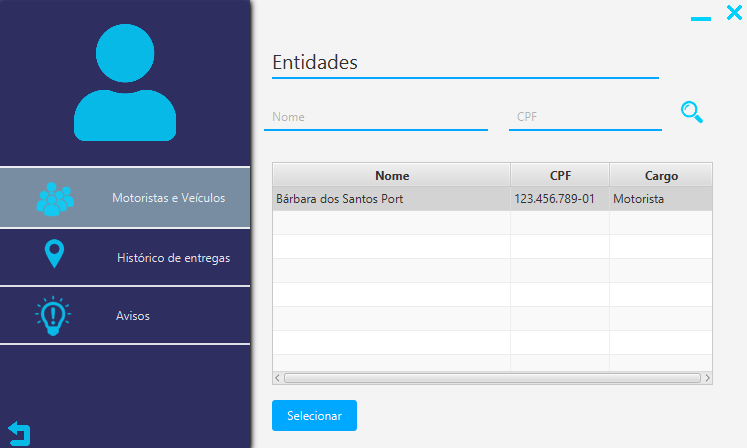 Motoristas e Veículos
Histórico de entregas
Avisos
Entidades
Nome CPF
Nome CPF Cargo
Bárbara dos Santos Port 123.456.789-01 Motorista
Selecionar